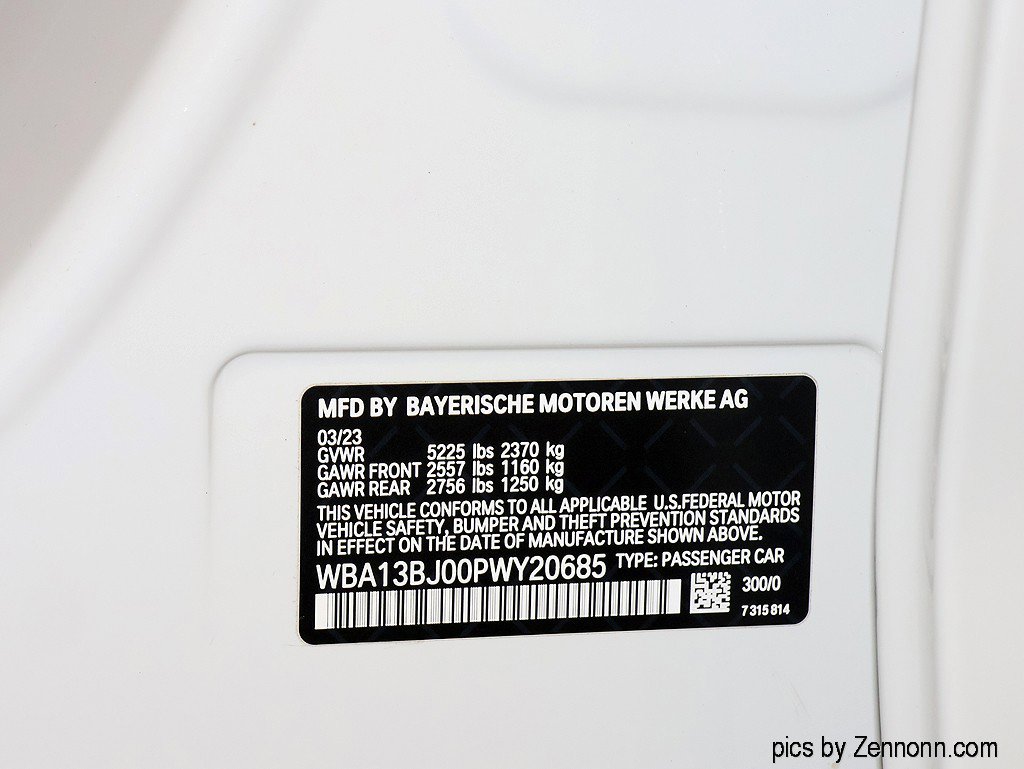 MFD BY BAYERISCHE MOTOREN WERKE AG
03/23
GVWR 5225 lbs 2370 kg
GAWR FRONT 2557 lbs 1160 kg
GAWR REAR 2756 lbs 1250 kg
THIS VEHICLE CONFORMS TO ALL APPLICABLE U.S.FEDERAL MOTOR
VEHICLE SAFETY, BUMPER AND THEFT PREVENTION STANDARDS
IN EFFECT ON THE DATE OF MANUFACTURE SHOWN ABOVE.
WBA13BJ00PWY20685 TYPE: PASSENGER CAR
300/0
7 315 814
pics by Zennonn.com